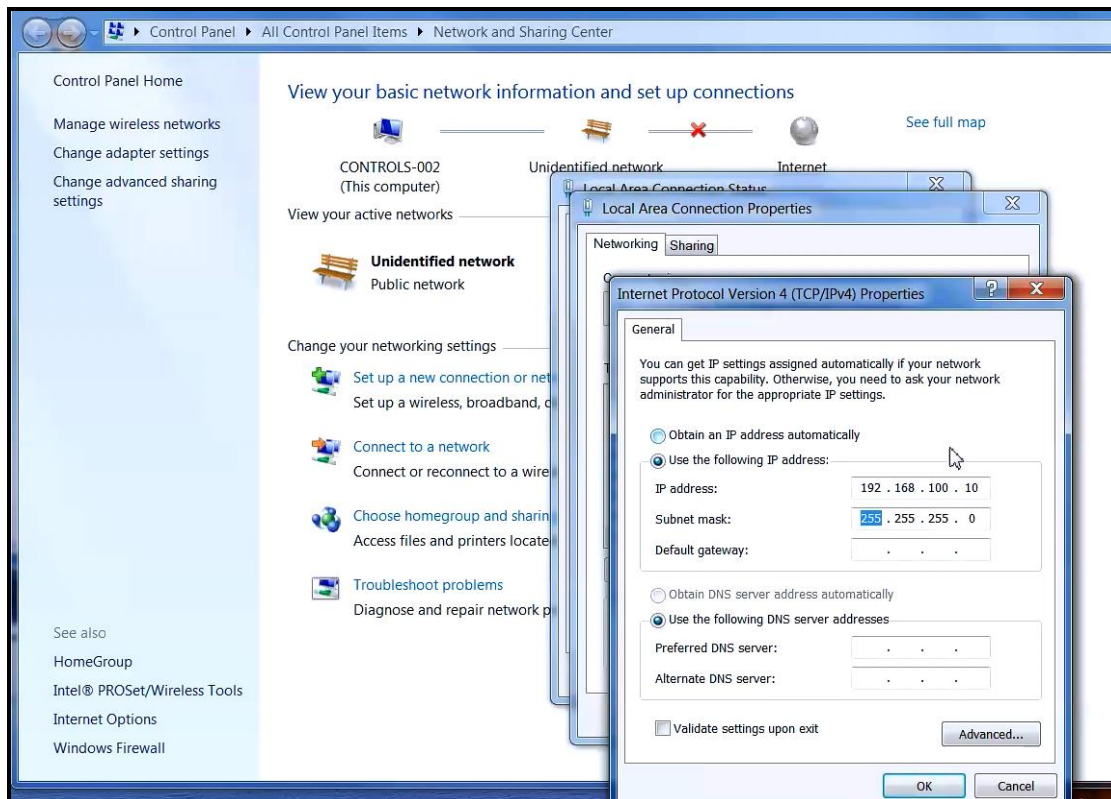 Control Panel All Control Panel Items Network and Sharing Center
Control Panel Home
Manage wireless networks
Change adapter settings
Change advanced sharing
settings
See also
HomeGroup
Intel® PROSet/Wireless Tools
Internet Options
Windows Firewall
View your basic network information and set up connections
See full map
CONTROLS-002
(This computer)
Unidentified network
Internet
View your active networks
Unidentified network
Public network
Change your networking settings
Set up a new connection or net
Set up a wireless, broadband,
Connect to a network
Connect or reconnect to a wire
Choose homegroup and sharin
Access files and printers locate
Troubleshoot problems
Diagnose and repair network p
Local Area Connection Status
Local Area Connection Properties
Networking
Sharing
Internet Protocol Version 4 (TCP/IPv4) Properties
General
You can get IP settings assigned automatically if your network
supports this capability. Otherwise, you need to ask your network
administrator for the appropriate IP settings.
Obtain an IP address automatically
Use the following IP address:
IP address: 192 . 168 . 100 . 10
Subnet mask: 255 . 255 . 255 . 0
Default gateway: . . .
Obtain DNS server address automatically
Use the following DNS server addresses
Preferred DNS server: . . .
Alternate DNS server: . . .
Validate settings upon exit
Advanced...
OK
Cancel